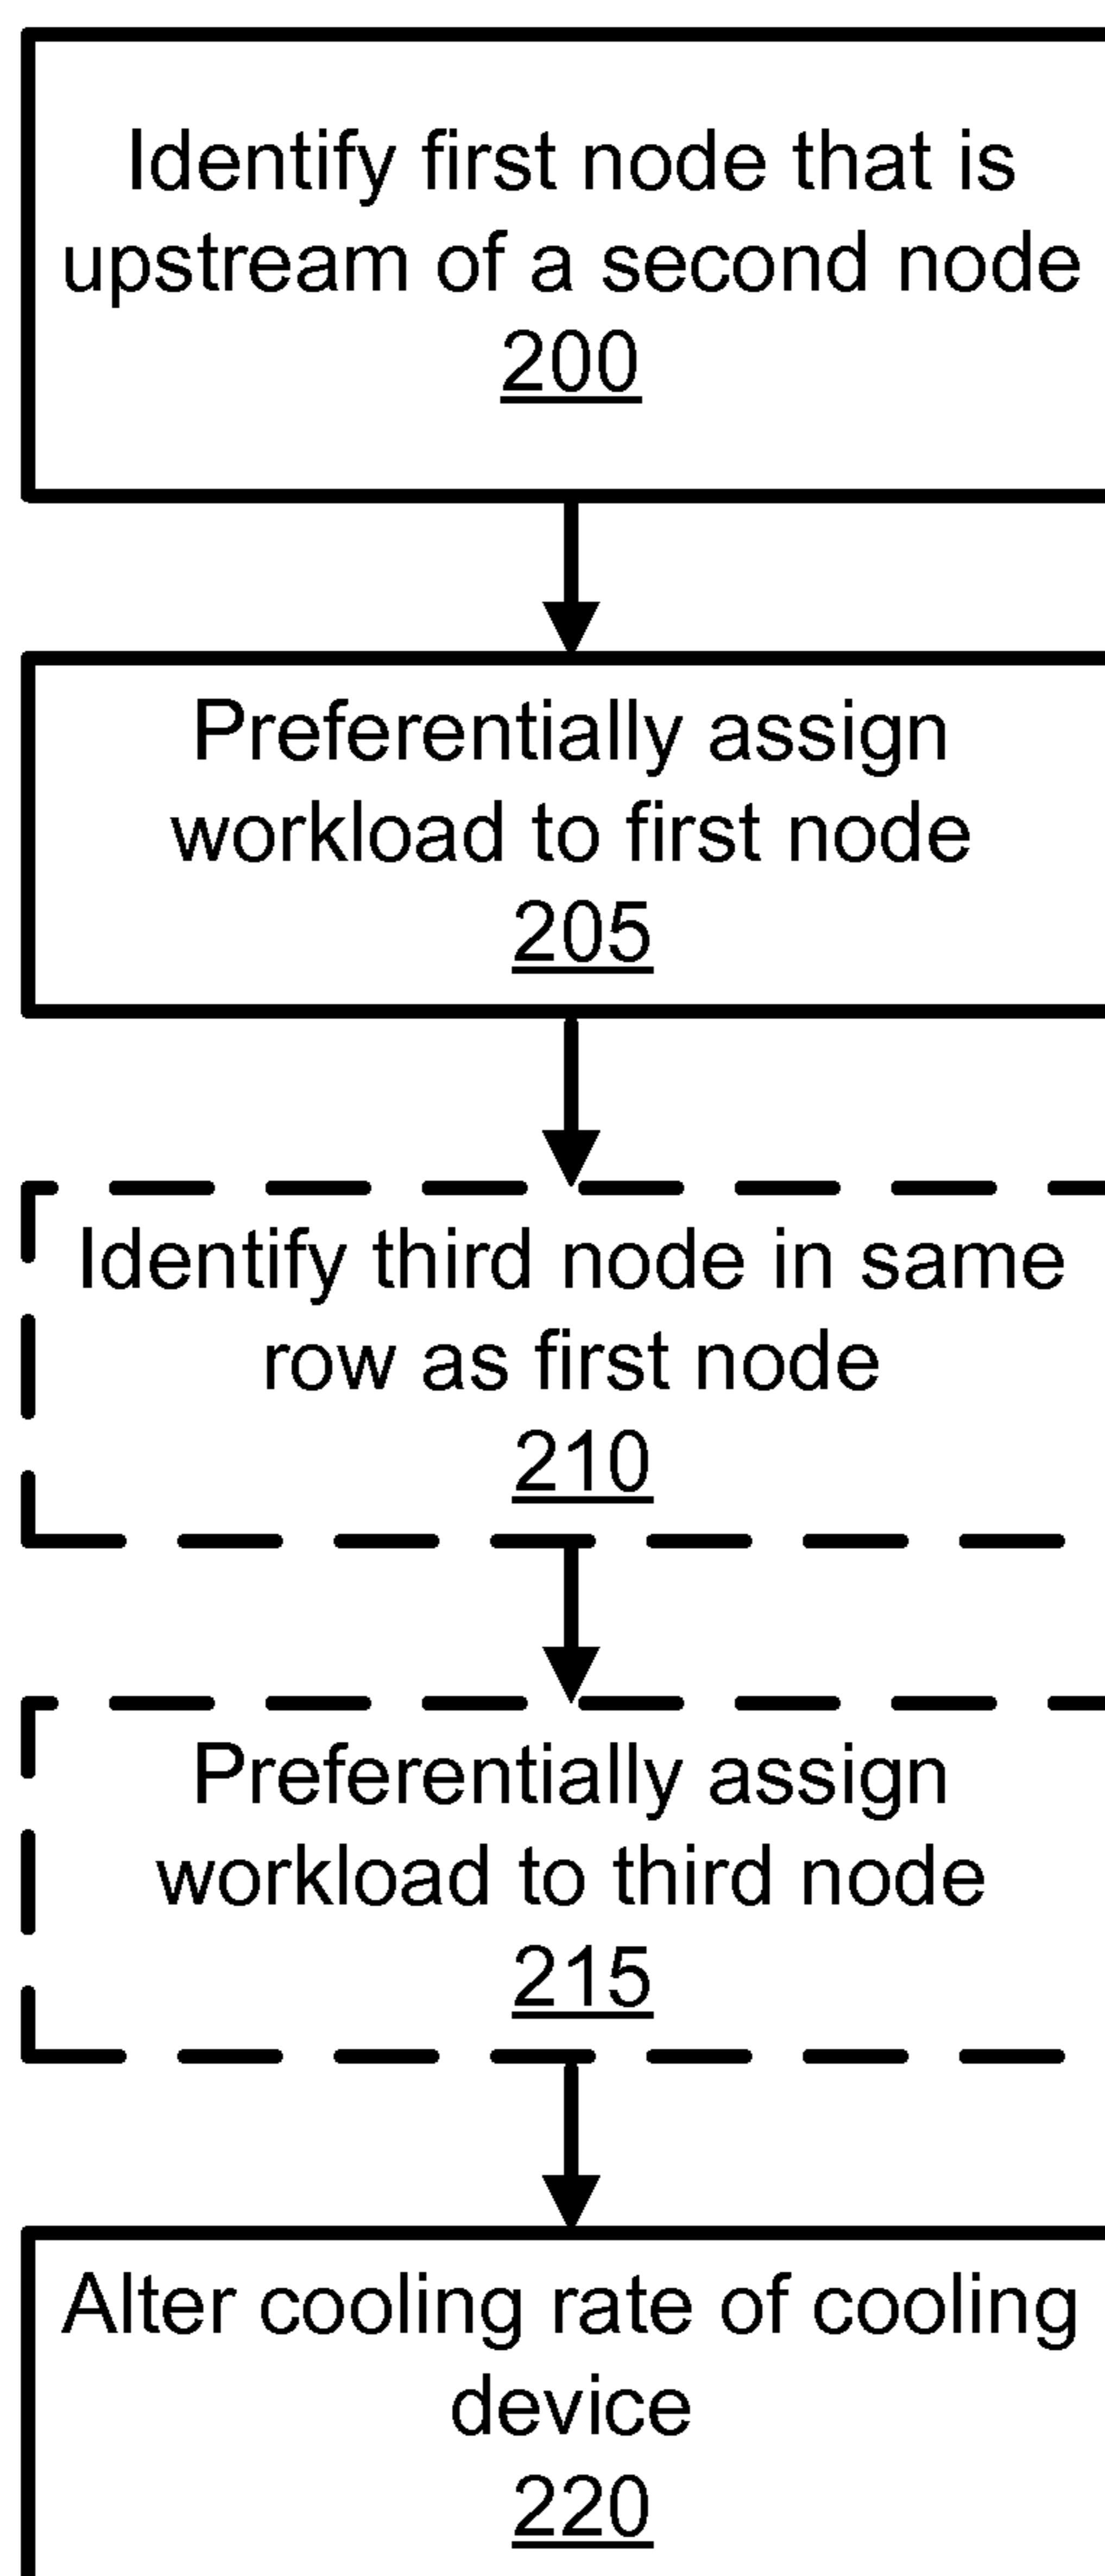 Identify first node that is
upstream of a second node
200
Preferentially assign
workload to first node
205
Identify third node in same
row as first node
210
Preferentially assign
workload to third node
215
Alter cooling rate of cooling
device
220